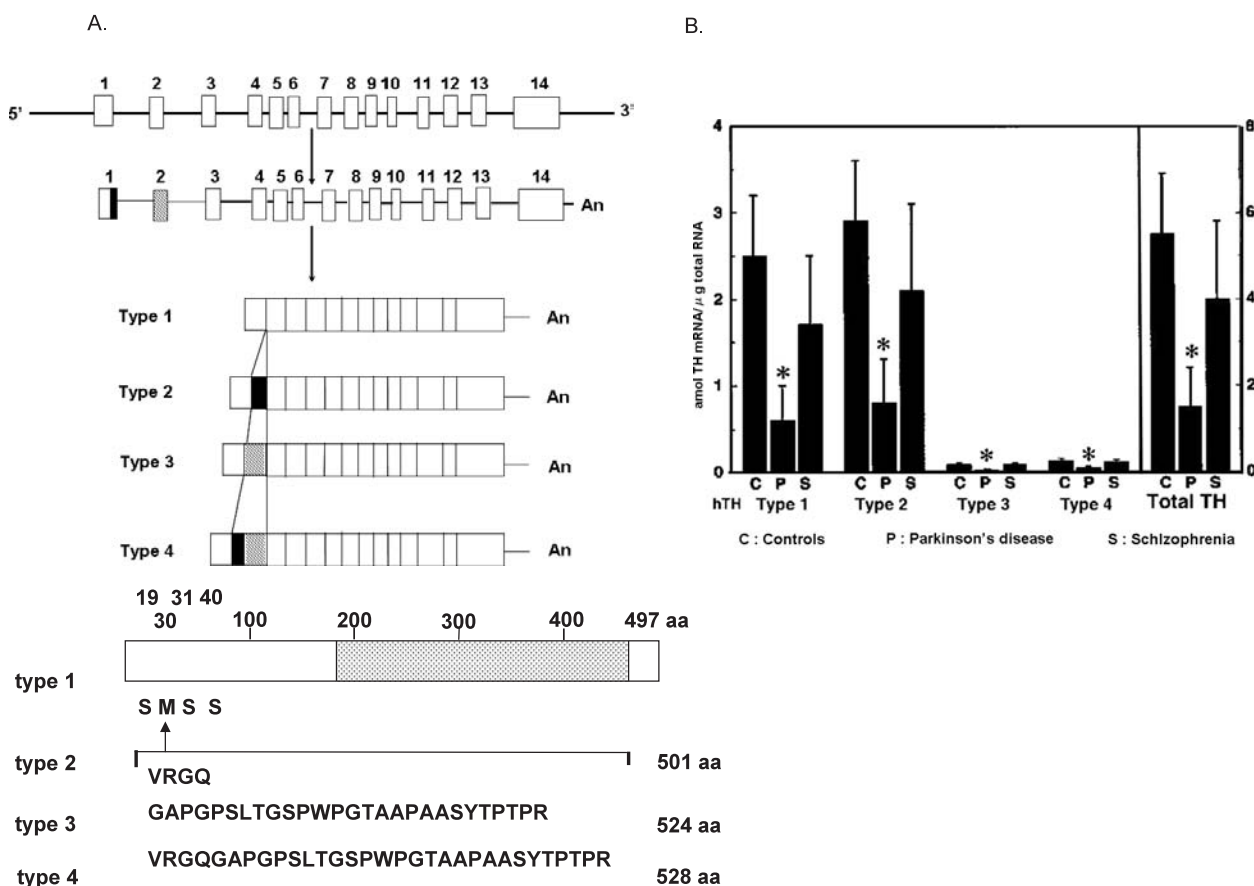 A.
1 2 3 4 5 6 7 8 9 10 11 12 13 14
5' 3'
1 2 3 4 5 6 7 8 9 10 11 12 13 14
An
Type 1 An
Type 2 An
Type 3 An
Type 4 An
19 31 40
30 100 200 300 400 497 aa
type 1
S M S S
type 2 501 aa
VRGQ
GAPGPSLTGSPWPGTAAPAASYTPTPR
type 3 524 aa
VRGQGAPGPSLTGSPWPGTAAPAASYTPTPR
type 4 528 aa
B.
amol TH mRNA/μg total RNA
4 8
3 6
2 4
1 2
0 0
* * * * *
C P S C P S C P S C P S C P S
hTH Type 1 Type 2 Type 3 Type 4 Total TH
C : Controls P : Parkinson's disease S : Schizophrenia